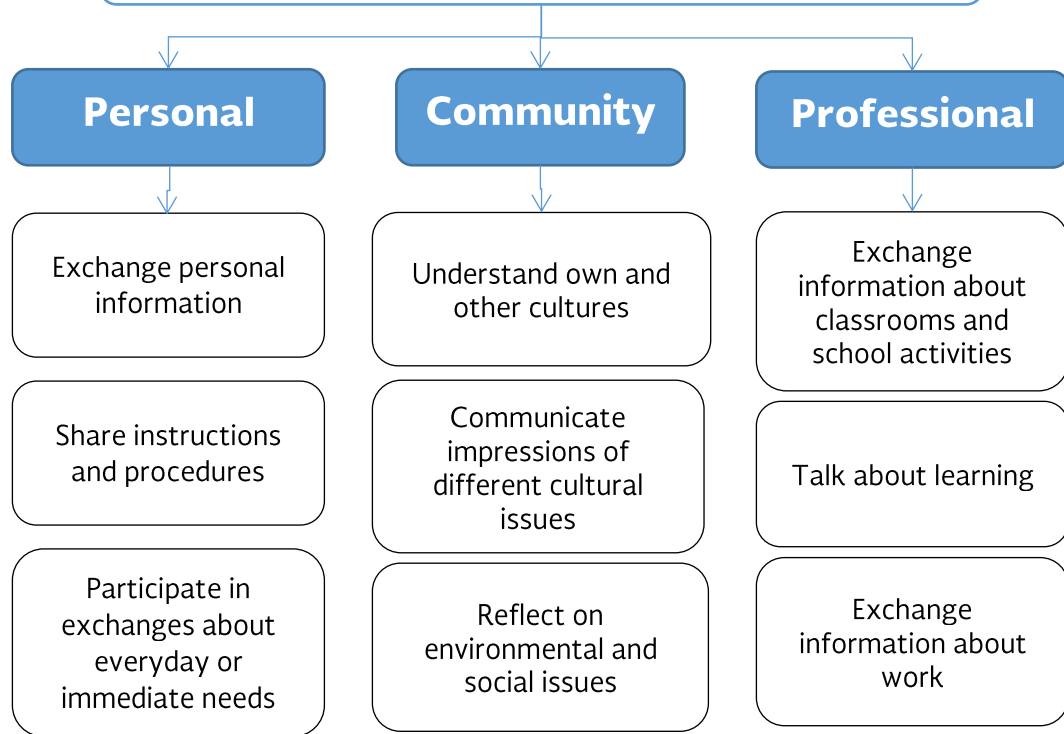 Personal
Community
Professional
Exchange personal
information
Understand own and
other cultures
Exchange
information about
classrooms and
school activities
Share instructions
and procedures
Communicate
impressions of
different cultural
issues
Talk about learning
Participate in
exchanges about
everyday or
immediate needs
Reflect on
environmental and
social issues
Exchange
information about
work